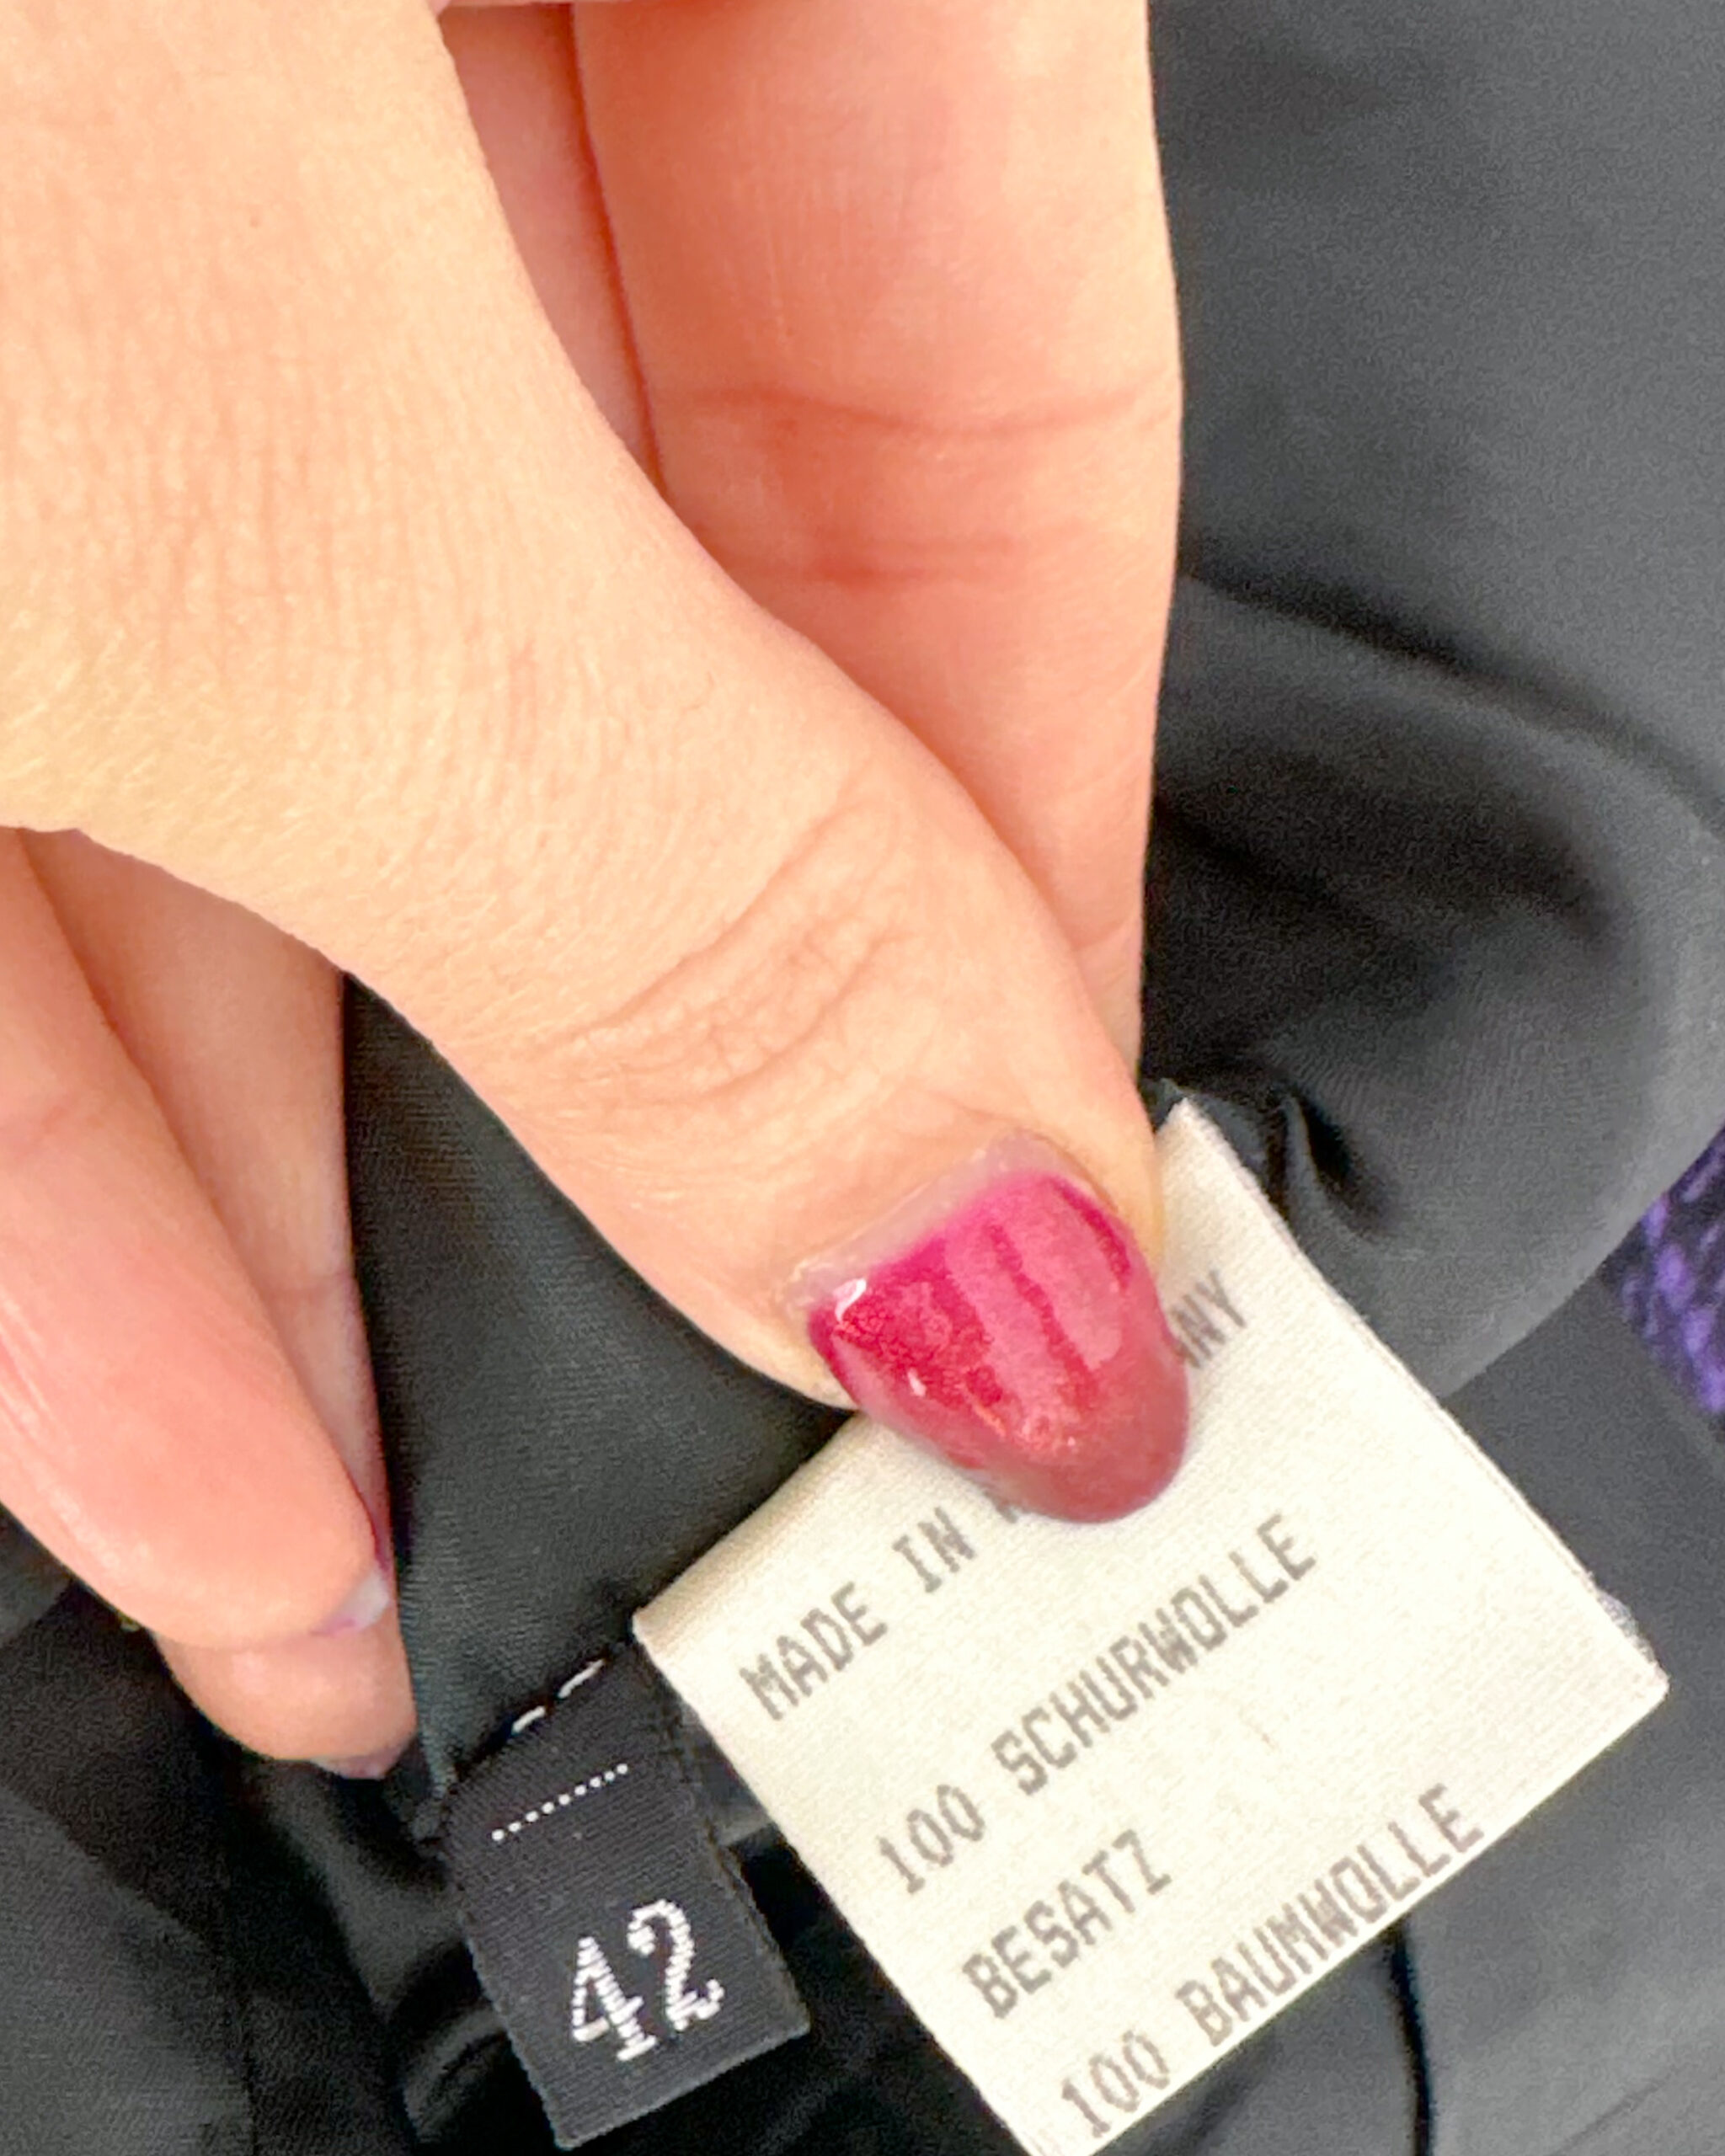 MADE IN
100 SCHURWOLLE
BESATZ
100 BAUMWOLLE
42